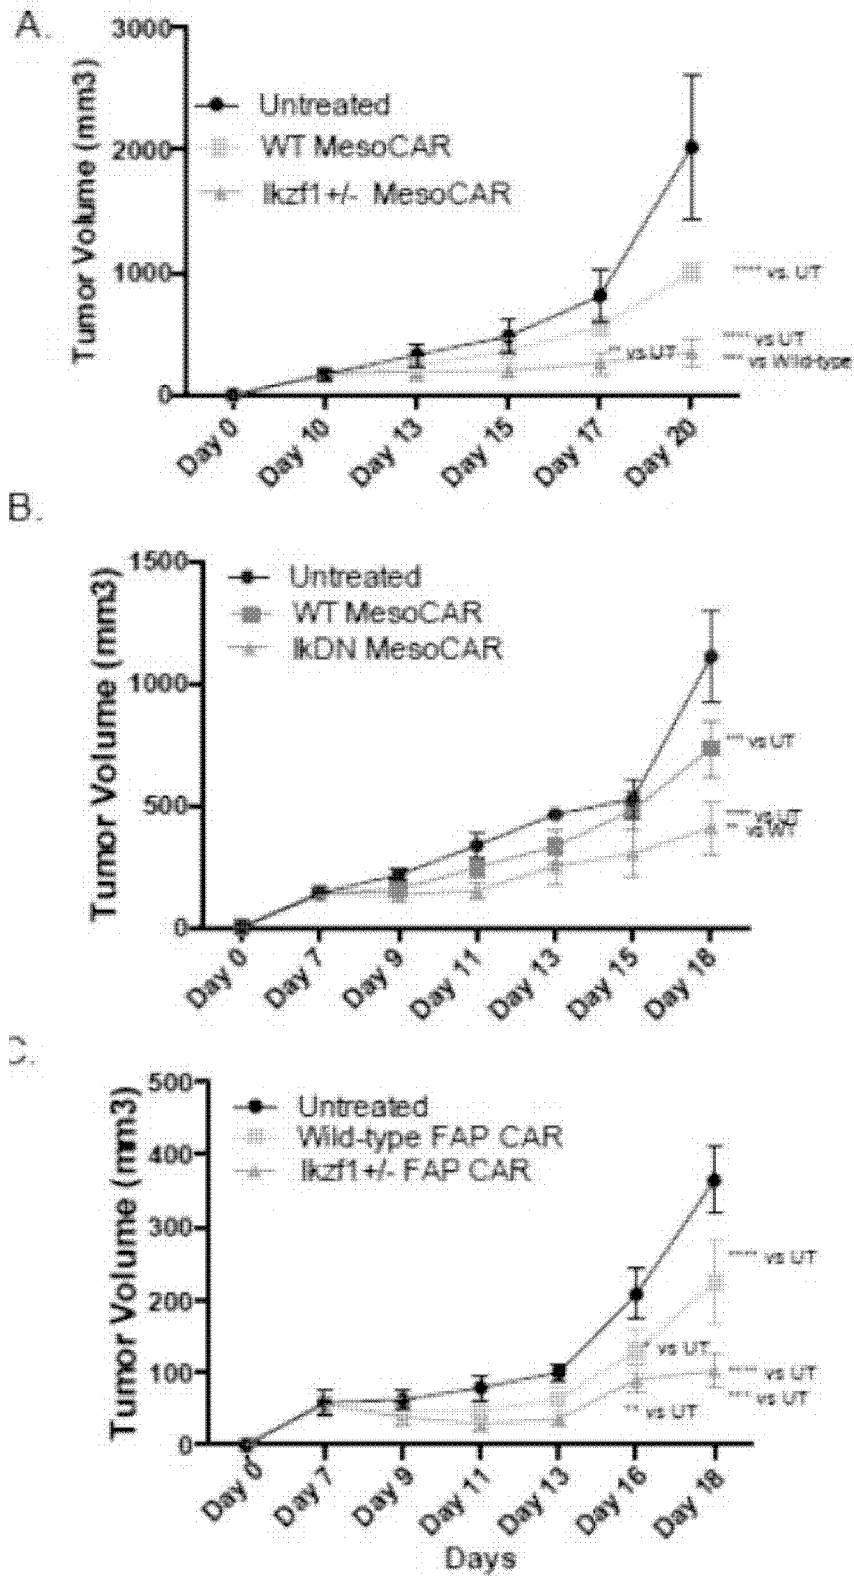 A.
3000
Untreated
WT MesoCAR
Ikzf1+/- MesoCAR
2000
1000
0
Tumor Volume (mm3)
**** vs. UT
** vs UT
**** vs UT
*** vs Wild-type
Day 0
Day 10
Day 13
Day 15
Day 17
Day 20
B.
1500
Untreated
WT MesoCAR
IkDN MesoCAR
1000
500
0
Tumor Volume (mm3)
vs UT
vs UT
vs WT
Day 0
Day 7
Day 9
Day 11
Day 13
Day 15
Day 18
C.
500
Untreated
Wild-type FAP CAR
Ikzf1+/- FAP CAR
400
300
200
100
0
Tumor Volume (mm3)
vs UT
* vs UT
vs UT
** vs UT
vs UT
Day 0
Day 7
Day 9
Day 11
Day 13
Day 16
Day 18
Days